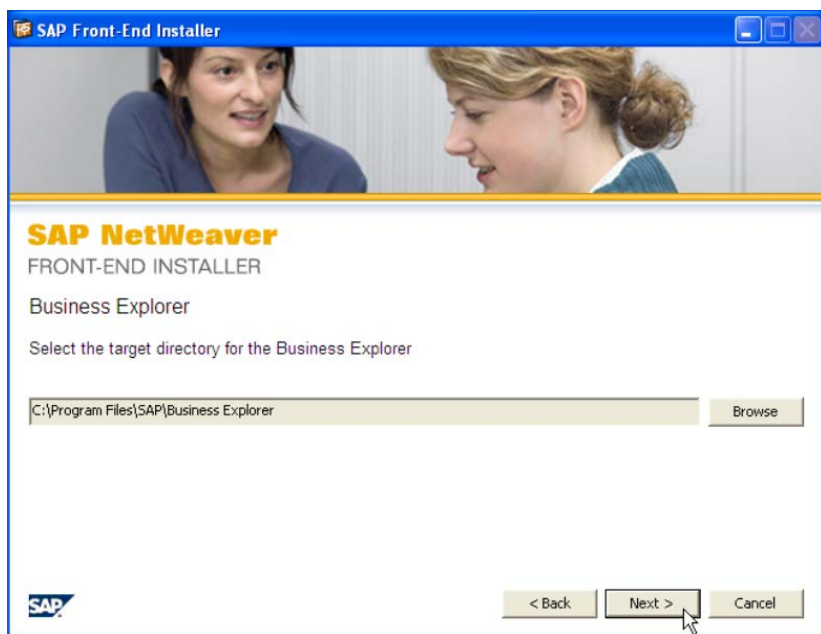 SAP Front-End Installer
SAP NetWeaver
FRONT-END INSTALLER
Business Explorer
Select the target directory for the Business Explorer
C:\Program Files\SAP\Business Explorer
Browse
SAP
< Back
Next >
Cancel